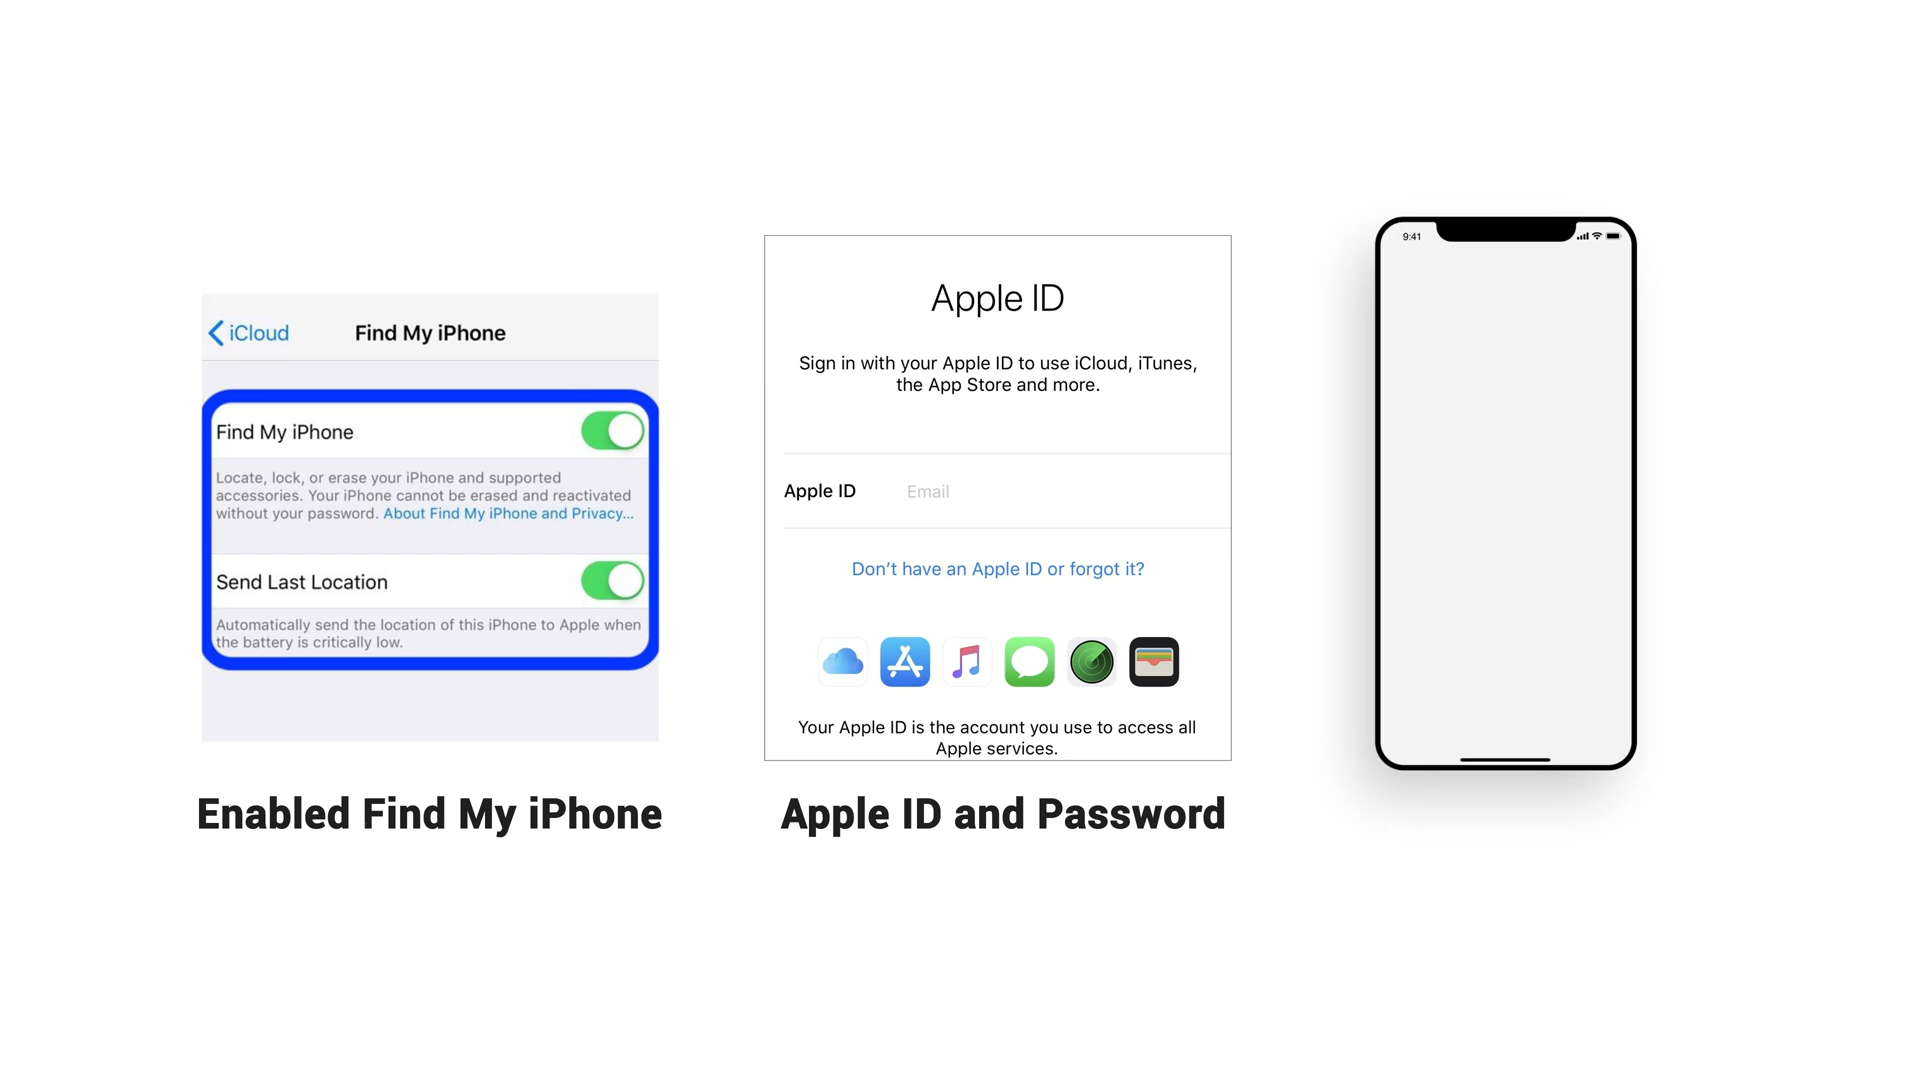 iCloud
Find My iPhone
Find My iPhone
Locate, lock, or erase your iPhone and supported
accessories. Your iPhone cannot be erased and reactivated
without your password. About Find My iPhone and Privacy...
Send Last Location
Automatically send the location of this iPhone to Apple when
the battery is critically low.
Enabled Find My iPhone
Apple ID
Sign in with your Apple ID to use iCloud, iTunes,
the App Store and more.
Apple ID
Email
Don’t have an Apple ID or forgot it?
Your Apple ID is the account you use to access all
Apple services.
Apple ID and Password
9:41